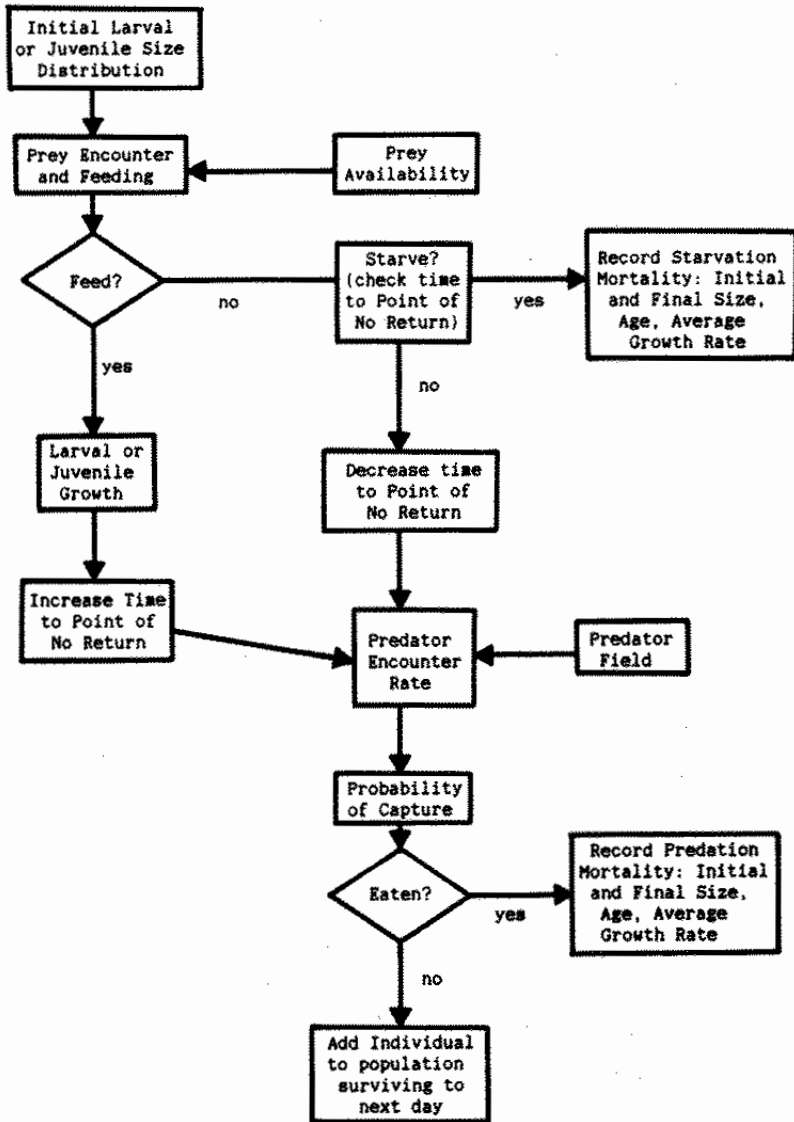 Initial Larval
or Juvenile Size
Distribution
Prey Encounter
and Feeding
Prey
Availability
Feed?
no
Starve?
(check time
to Point of
No Return)
yes
Record Starvation
Mortality: Initial
and Final Size,
Age, Average
Growth Rate
yes
no
Larval or
Juvenile
Growth
Decrease time
to Point of
No Return
Increase Time
to Point of
No Return
Predator
Encounter
Rate
Predator
Field
Probability
of Capture
Eaten?
yes
Record Predation
Mortality: Initial
and Final Size,
Age, Average
Growth Rate
no
Add Individual
to population
surviving to
next day